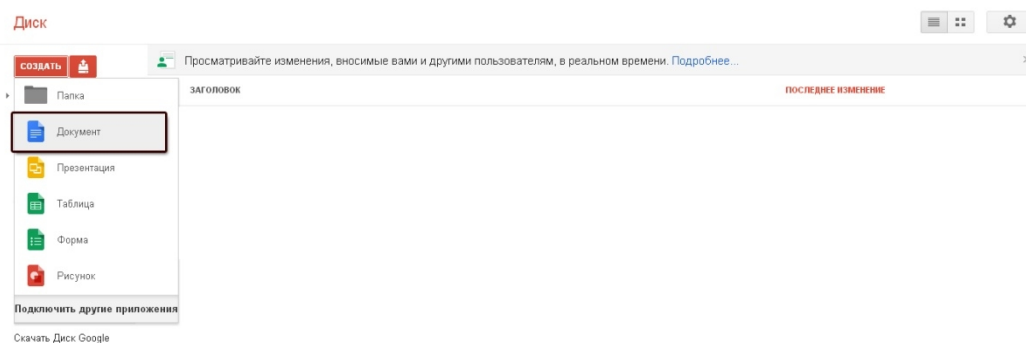 Диск
СОЗДАТЬ
Просматривайте изменения, вносимые вами и другими пользователям, в реальном времени. Подробнее...
Папка
ЗАГОЛОВОК
ПОСЛЕДНЕЕ ИЗМЕНЕНИЕ
Документ
Презентация
Таблица
Форма
Рисунок
Подключить другие приложения
Скачать Диск Google